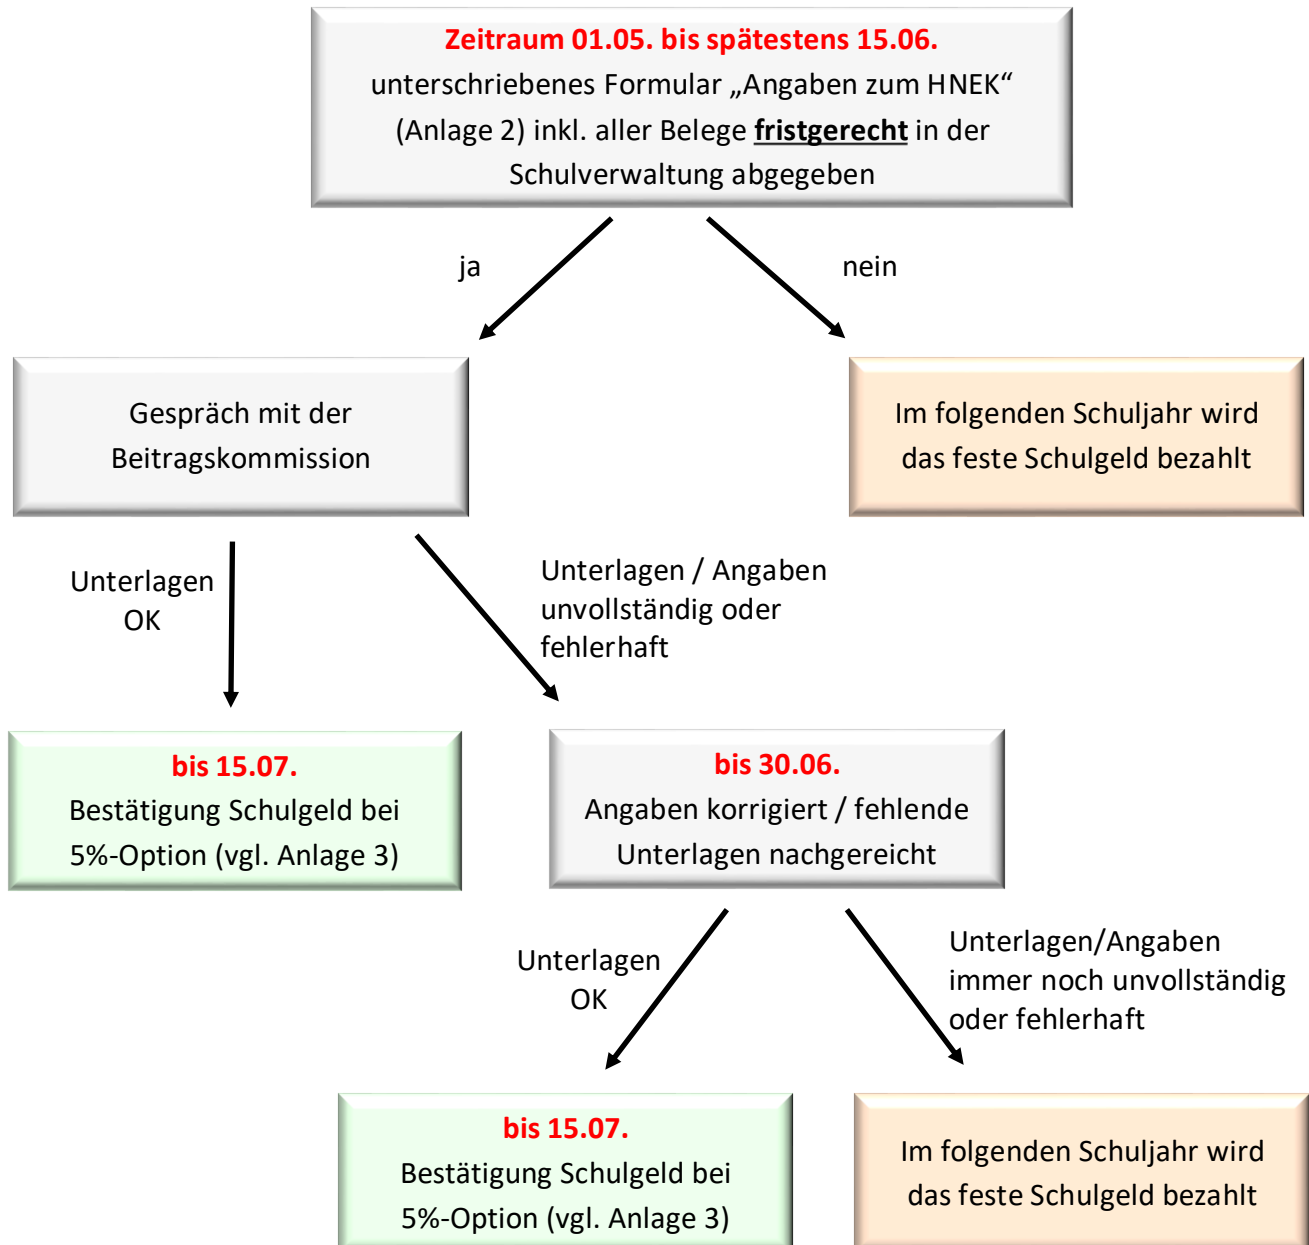 Zeitraum 01.05. bis spätestens 15.06.
unterschriebenes Formular „Angaben zum HNEK“
(Anlage 2) inkl. aller Belege fristgerecht in der
Schulverwaltung abgegeben
ja
nein
Gespräch mit der
Beitragskommission
Im folgenden Schuljahr wird
das feste Schulgeld bezahlt
Unterlagen
OK
Unterlagen / Angaben
unvollständig oder
fehlerhaft
bis 15.07.
Bestätigung Schulgeld bei
5%-Option (vgl. Anlage 3)
bis 30.06.
Angaben korrigiert / fehlende
Unterlagen nachgereicht
Unterlagen
OK
Unterlagen/Angaben
immer noch unvollständig
oder fehlerhaft
bis 15.07.
Bestätigung Schulgeld bei
5%-Option (vgl. Anlage 3)
Im folgenden Schuljahr wird
das feste Schulgeld bezahlt